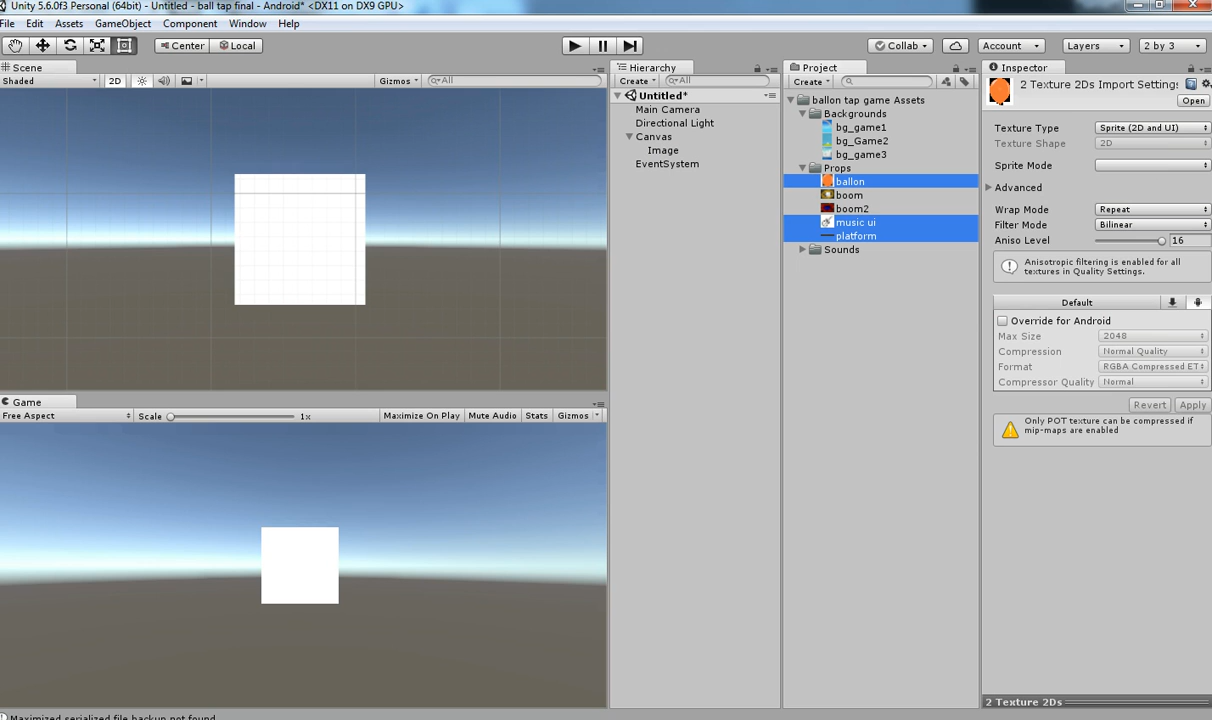 Unity 5.6.0f3 Personal (64bit) - Untitled - ball tap final - Android* <DX11 on DX9 GPU>
File Edit Assets GameObject Component Window Help
Center Local Collab Account Layers 2 by 3
Scene
Shaded 2D Gizmos All
Hierarchy
Create All
Untitled*
Main Camera
Directional Light
Canvas
Image
EventSystem
Project
Create
ballon tap game Assets
Backgrounds
bg_game1
bg_Game2
bg_game3
Props
ballon
boom
boom2
music ui
platform
Sounds
Inspector
2 Texture 2Ds Import Settings
Open
Texture Type Sprite (2D and UI)
Texture Shape 2D
Sprite Mode
Advanced
Wrap Mode Repeat
Filter Mode Bilinear
Aniso Level 16
Anisotropic filtering is enabled for all
textures in Quality Settings.
Default
Override for Android
Max Size 2048
Compression Normal Quality
Format RGBA Compressed ET
Compressor Quality Normal
Revert Apply
Only POT texture can be compressed if
mip-maps are enabled
Game
Free Aspect Scale 1x Maximize On Play Mute Audio Stats Gizmos
2 Texture 2Ds
Maximized serialized file backup not found